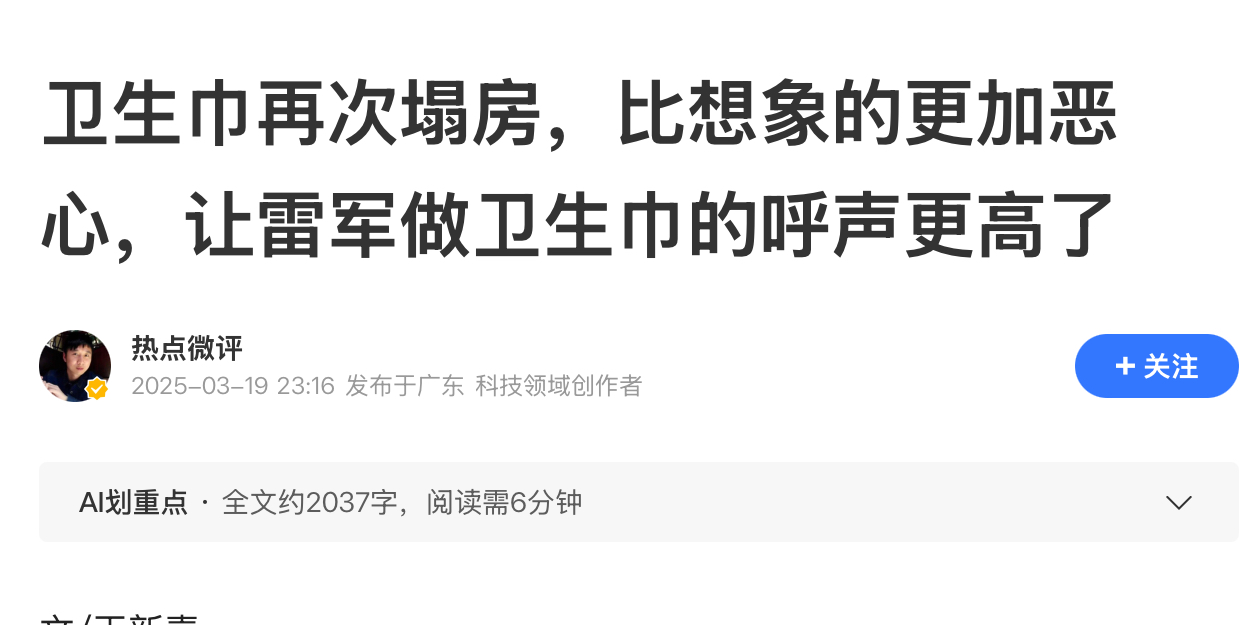 卫生巾再次塌房，比想象的更加恶
心，让雷军做卫生巾的呼声更高了
热点微评
2025-03-19 23:16 发布于广东 科技领域创作者
+ 关注
AI划重点 · 全文约2037字，阅读需6分钟